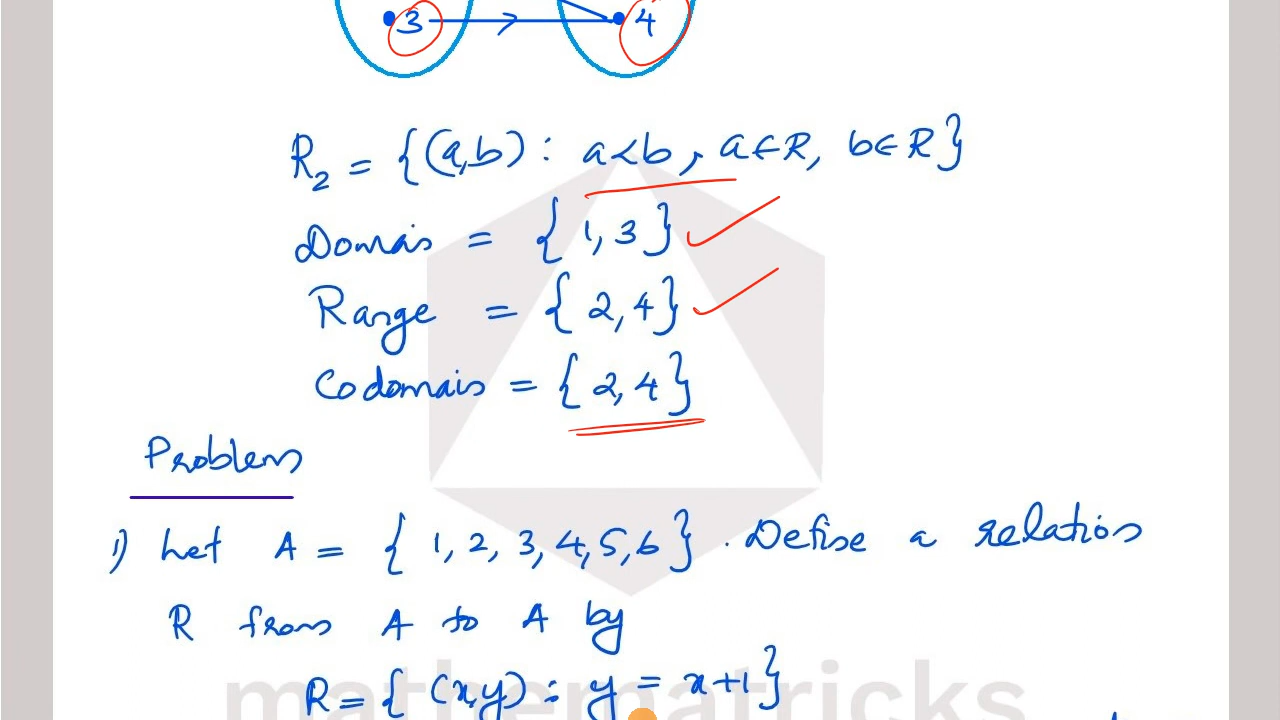 3 4
R₂ = {(a,b) : a<b, a∈R, b∈R}
Domain = {1, 3}
Range = {2, 4}
Codomain = {2, 4}
Problem
1) Let A = {1, 2, 3, 4, 5, 6}. Define a relation
R from A to A by
R = {(x,y) : y = x+1}
mathematricks